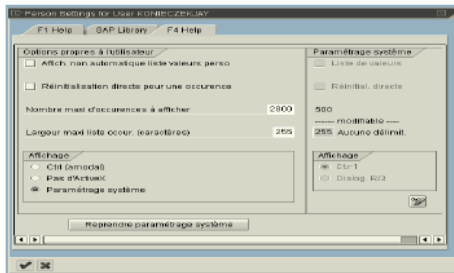 Person Settings for User KONIECZERJAY
F1 Help SAP Library F4 Help
Options propres à l'utilisateur
Affich. non automatique liste valeurs perso
Réinitialisation directe pour une occurence
Nombre maxi d'occurences à afficher 2800
Largeur maxi liste occur. (caractères) 255
Affichage
Ctrl (amodal)
Pas d'ActiveX
Paramétrage système
Reprendre paramétrage système
Paramétrage système
Liste de valeurs
Réinitial. directe
500
------ modifiable ----
255 Aucune délimit.
Affichage
Ctrl
Dialog. R/3